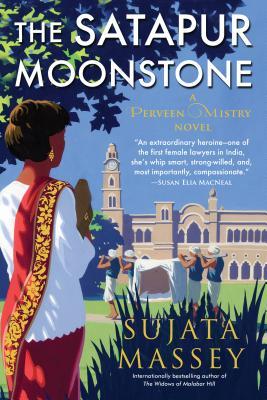 THE SATAPUR
MOONSTONE
A
PERVEEN MISTRY
NOVEL
"An extraordinary heroine—one of
the first female lawyers in India,
she's whip smart, strong-willed, and,
most importantly, compassionate."
—SUSAN ELIA MACNEAL
SUJATA
MASSEY
Internationally bestselling author of
The Widows of Malabar Hill